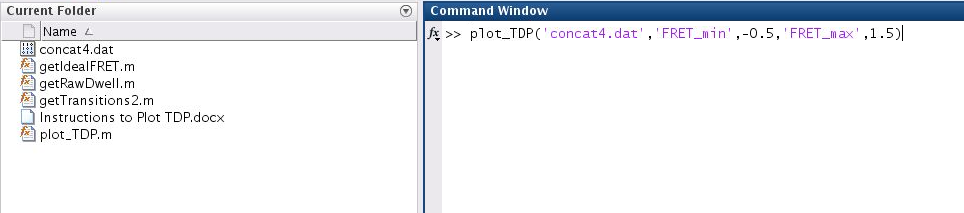 Current Folder
Name
concat4.dat
getIdealFRET.m
getRawDwell.m
getTransitions2.m
Instructions to Plot TDP.docx
plot_TDP.m
Command Window
fx >> plot_TDP('concat4.dat','FRET_min',-0.5,'FRET_max',1.5)